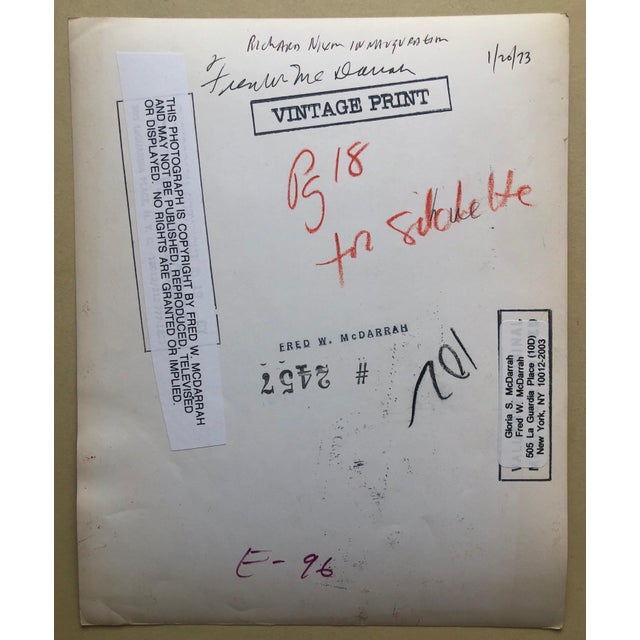 Richard Nixon Inauguration 1/20/73
Fred W. McDarrah
VINTAGE PRINT
Pg 18
for silohette
THIS PHOTOGRAPH IS COPYRIGHT BY FRED W. MCDARRAH
AND MAY NOT BE PUBLISHED, REPRODUCED, TELEVISED
OR DISPLAYED. NO RIGHTS ARE GRANTED OR IMPLIED.
FRED W. McDARRAH
# 2457
Gloria S. McDarrah
Fred W. McDarrah
505 La Guardia Place (10D)
New York, NY 10012-2003
E-96